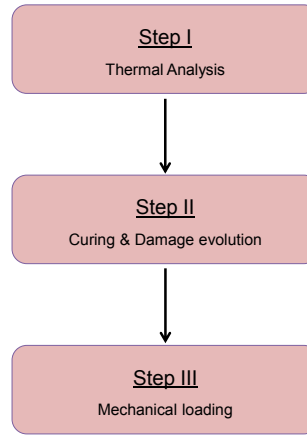 Step I
Thermal Analysis
Step II
Curing & Damage evolution
Step III
Mechanical loading